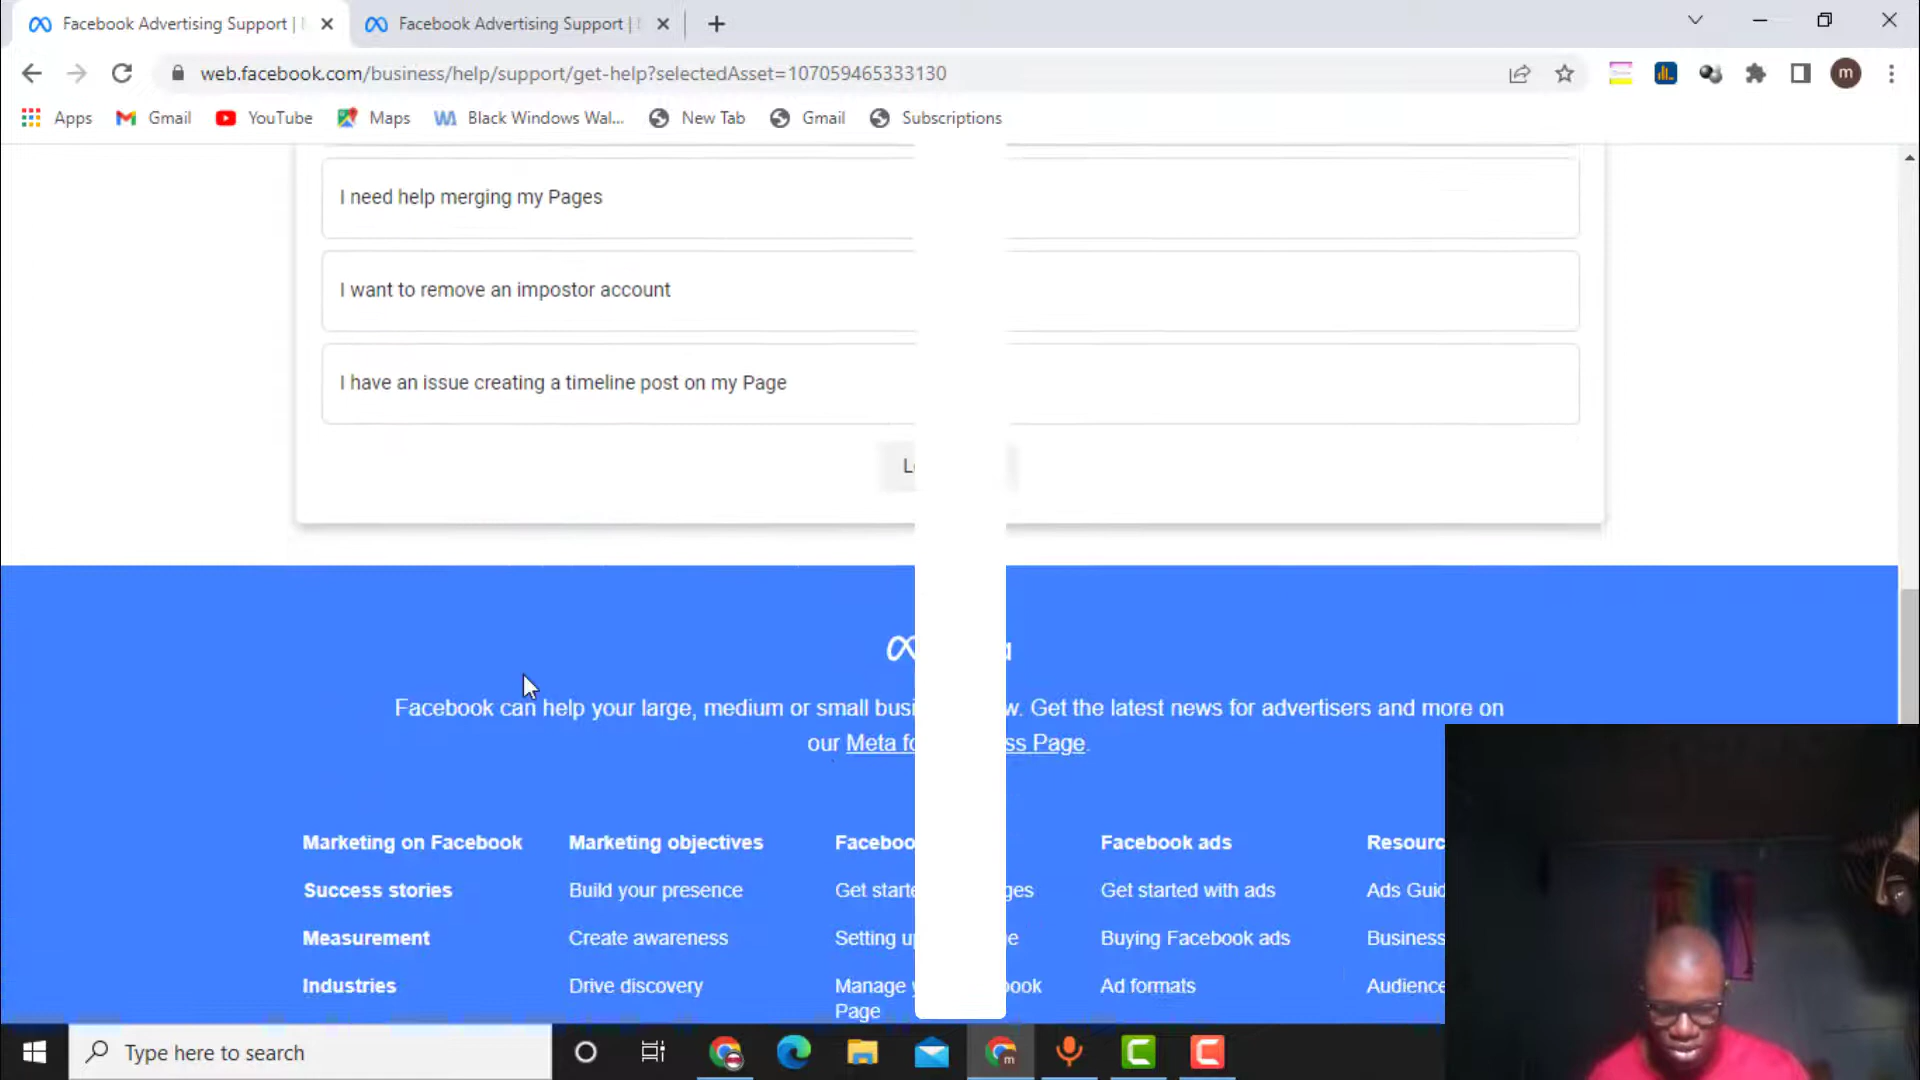 Facebook Advertising Support |
Facebook Advertising Support |
web.facebook.com/business/help/support/get-help?selectedAsset=107059465333130
m
Apps
Gmail
YouTube
Maps
Black Windows Wal...
New Tab
Gmail
Subscriptions
I need help merging my Pages
I want to remove an impostor account
I have an issue creating a timeline post on my Page
Facebook can help your large, medium or small busi w. Get the latest news for advertisers and more on
our Meta fo ss Page.
Marketing on Facebook
Marketing objectives
Faceboo
Facebook ads
Resourc
Success stories
Build your presence
Get starte ges
Get started with ads
Ads Guid
Measurement
Create awareness
Setting up e
Buying Facebook ads
Business
Industries
Drive discovery
Manage y ook
Page
Ad formats
Audience
Type here to search